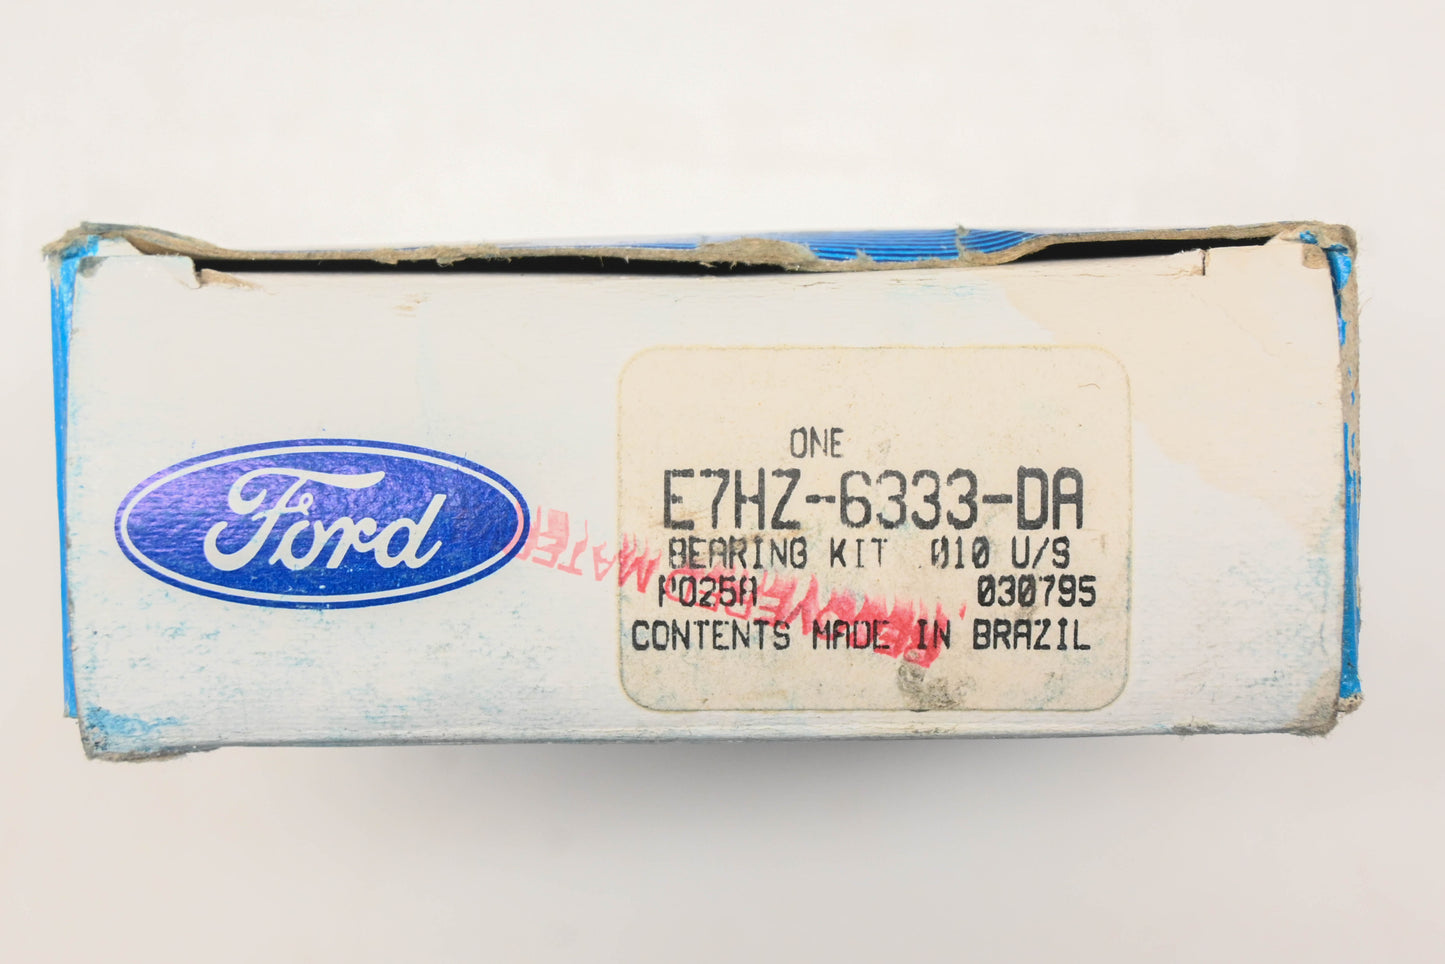 Ford
ONE
E7HZ-6333-DA
BEARING KIT .010 U/S
P025A 030795
CONTENTS MADE IN BRAZIL